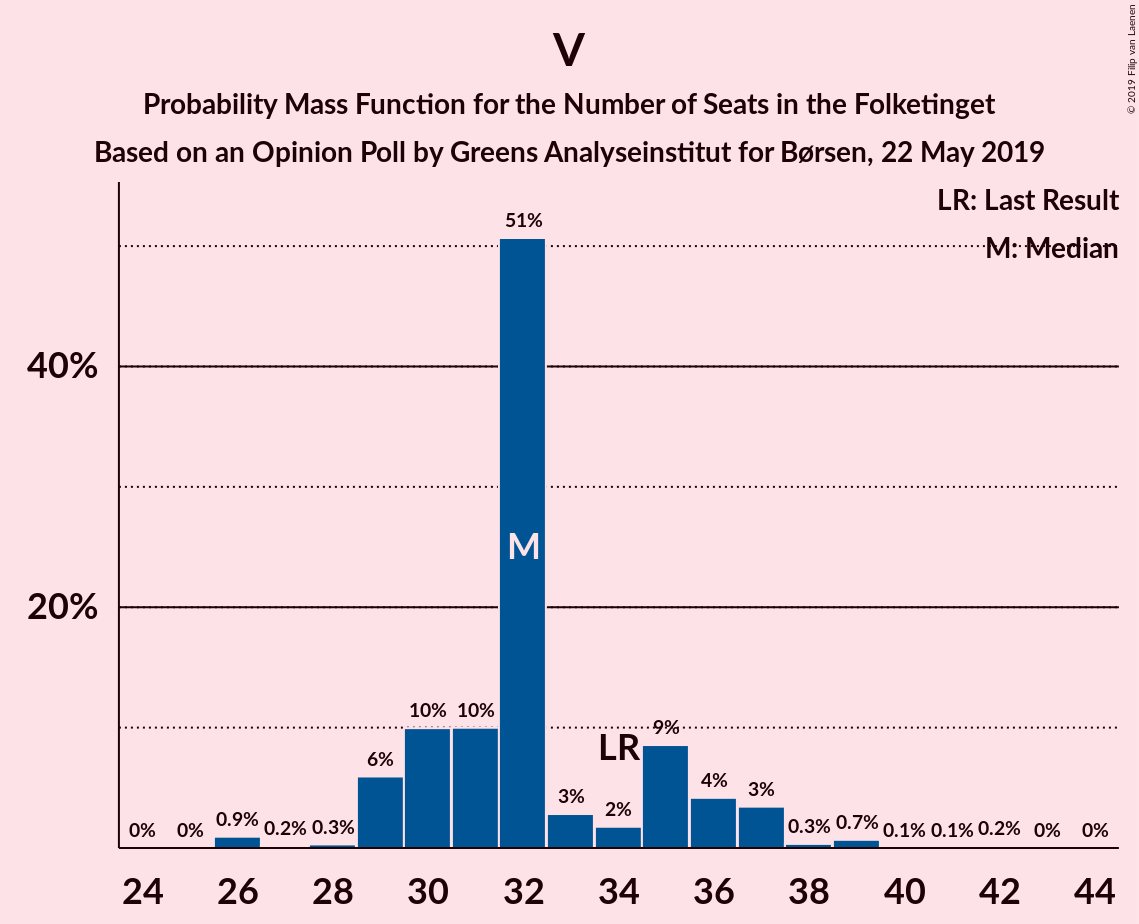 © 2019 Filip van Laenen
V
Probability Mass Function for the Number of Seats in the Folketinget
Based on an Opinion Poll by Greens Analyseinstitut for Børsen, 22 May 2019
LR: Last Result
M: Median
40%
20%
0% 0% 0.9% 0.2% 0.3% 6% 10% 10% 51% 3% 2% 9% 4% 3% 0.3% 0.7% 0.1% 0.1% 0.2% 0% 0%
M
LR
24 26 28 30 32 34 36 38 40 42 44